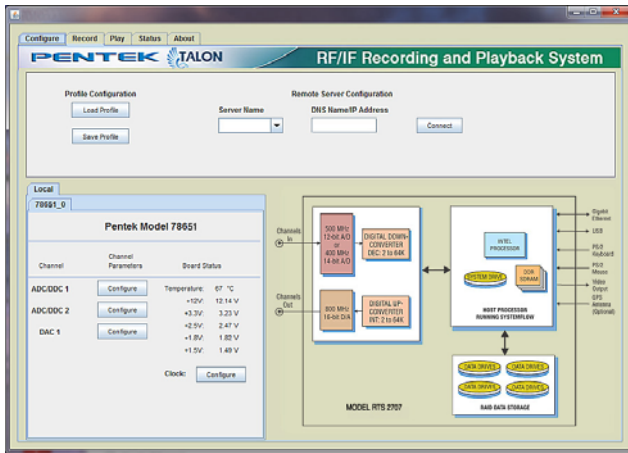 Configure Record Play Status About
PENTEK TALON RF/IF Recording and Playback System
Profile Configuration
Load Profile
Save Profile
Remote Server Configuration
Server Name DNS Name/IP Address
Connect
Local
78651_0
Pentek Model 78651
Channel
Channel
Parameters
Board Status
ADC/DDC 1 Configure
ADC/DDC 2 Configure
DAC 1 Configure
Temperature: 67 °C
+12V: 12.14 V
+3.3V: 3.23 V
+2.5V: 2.47 V
+1.8V: 1.82 V
+1.5V: 1.49 V
Clock: Configure
Channels
In
500 MHz
12-bit A/D
or
400 MHz
14-bit A/D
DIGITAL DOWN-
CONVERTER
DEC: 2 to 64K
Channels
Out
800 MHz
16-bit D/A
DIGITAL UP-
CONVERTER
INT: 2 to 64K
INTEL
PROCESSOR
SYSTEM DRIVE
DDR
SDRAM
HOST PROCESSOR
RUNNING SYSTEMFLOW
Gigabit
Ethernet
USB
PS/2
Keyboard
PS/2
Mouse
Video
Output
GPS
Antenna
(Optional)
DATA DRIVES DATA DRIVES
DATA DRIVES DATA DRIVES
RAID DATA STORAGE
MODEL RTS 2707